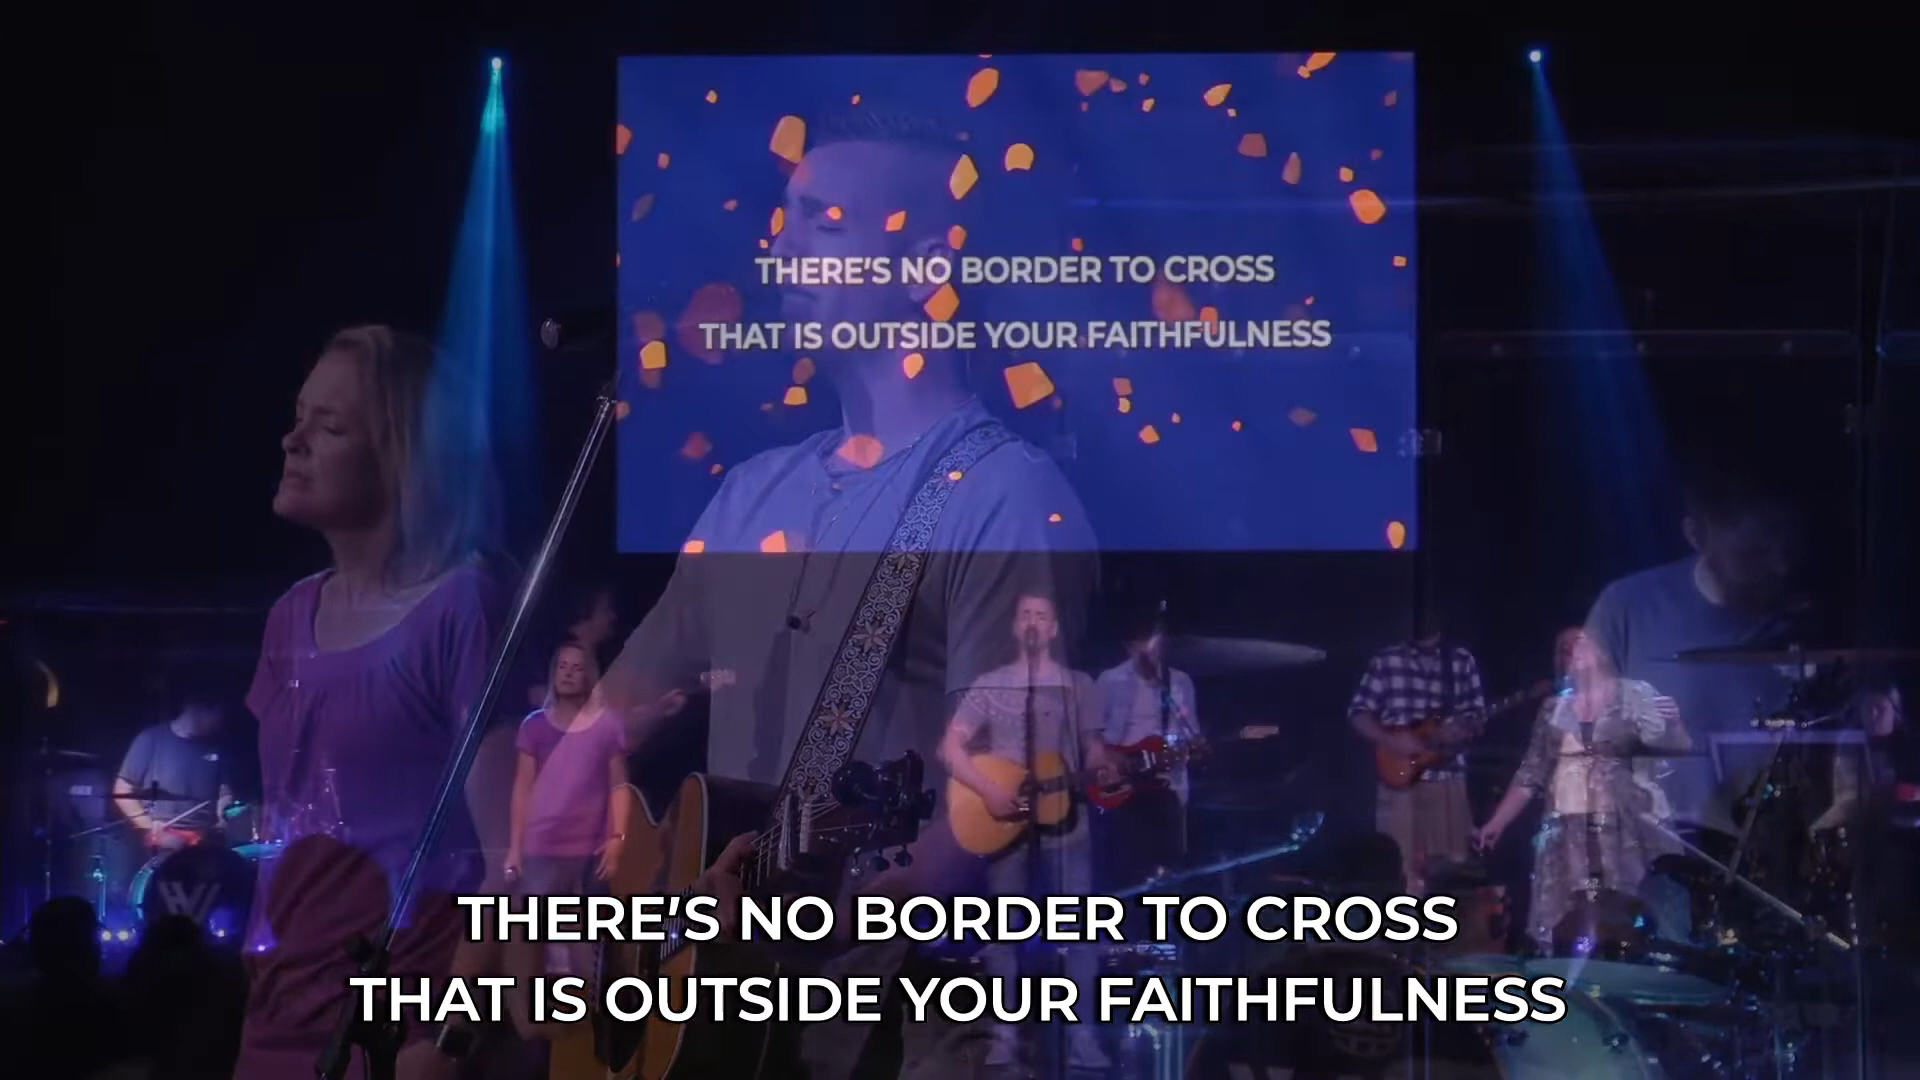 THERE'S NO BORDER TO CROSS
THAT IS OUTSIDE YOUR FAITHFULNESS
THERE'S NO BORDER TO CROSS
THAT IS OUTSIDE YOUR FAITHFULNESS